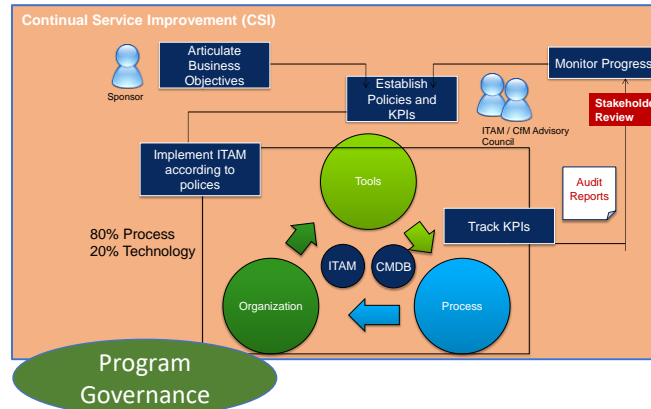 Continual Service Improvement (CSI)
Articulate
Business
Objectives
Sponsor
Establish
Policies and
KPIs
ITAM / CfM Advisory
Council
Monitor Progress
Stakeholde
Review
Implement ITAM
according to
polices
Tools
Audit
Reports
Track KPIs
80% Process
20% Technology
ITAM
CMDB
Organization
Process
Program
Governance